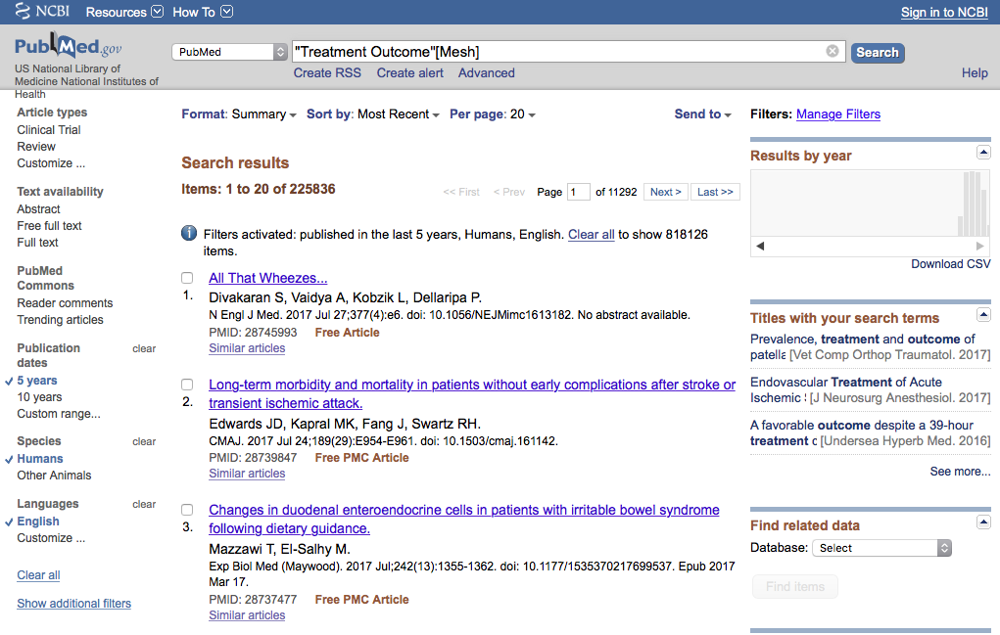 NCBI Resources How To Sign in to NCBI
PubMed.gov
US National Library of
Medicine National Institutes of
Health
PubMed "Treatment Outcome"[Mesh] Search
Create RSS Create alert Advanced Help
Article types
Clinical Trial
Review
Customize ...
Text availability
Abstract
Free full text
Full text
PubMed
Commons
Reader comments
Trending articles
Publication
dates clear
5 years
10 years
Custom range...
Species clear
Humans
Other Animals
Languages clear
English
Customize ...
Clear all
Show additional filters
Format: Summary Sort by: Most Recent Per page: 20 Send to
Search results
Items: 1 to 20 of 225836
<< First < Prev Page 1 of 11292 Next > Last >>
Filters activated: published in the last 5 years, Humans, English. Clear all to show 818126
items.
All That Wheezes...
1. Divakaran S, Vaidya A, Kobzik L, Dellaripa P.
N Engl J Med. 2017 Jul 27;377(4):e6. doi: 10.1056/NEJMimc1613182. No abstract available.
PMID: 28745993 Free Article
Similar articles
Long-term morbidity and mortality in patients without early complications after stroke or
2. transient ischemic attack.
Edwards JD, Kapral MK, Fang J, Swartz RH.
CMAJ. 2017 Jul 24;189(29):E954-E961. doi: 10.1503/cmaj.161142.
PMID: 28739847 Free PMC Article
Similar articles
Changes in duodenal enteroendocrine cells in patients with irritable bowel syndrome
3. following dietary guidance.
Mazzawi T, El-Salhy M.
Exp Biol Med (Maywood). 2017 Jul;242(13):1355-1362. doi: 10.1177/1535370217699537. Epub 2017
Mar 17.
PMID: 28737477 Free PMC Article
Similar articles
Filters: Manage Filters
Results by year
Download CSV
Titles with your search terms
Prevalence, treatment and outcome of
patella [Vet Comp Orthop Traumatol. 2017]
Endovascular Treatment of Acute
Ischemic [J Neurosurg Anesthesiol. 2017]
A favorable outcome despite a 39-hour
treatment [Undersea Hyperb Med. 2016]
See more...
Find related data
Database: Select
Find items